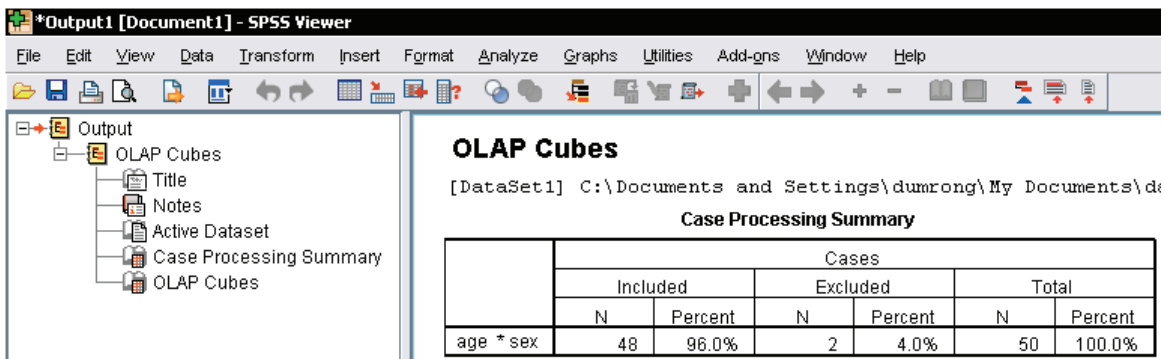 *Output1 [Document1] - SPSS Viewer
File Edit View Data Transform Insert Format Analyze Graphs Utilities Add-ons Window Help
Output
OLAP Cubes
Title
Notes
Active Dataset
Case Processing Summary
OLAP Cubes
OLAP Cubes
[DataSet1] C:\Documents and Settings\dumrong\My Documents\da
Case Processing Summary
Cases
Included Excluded Total
N Percent N Percent N Percent
age * sex 48 96.0% 2 4.0% 50 100.0%